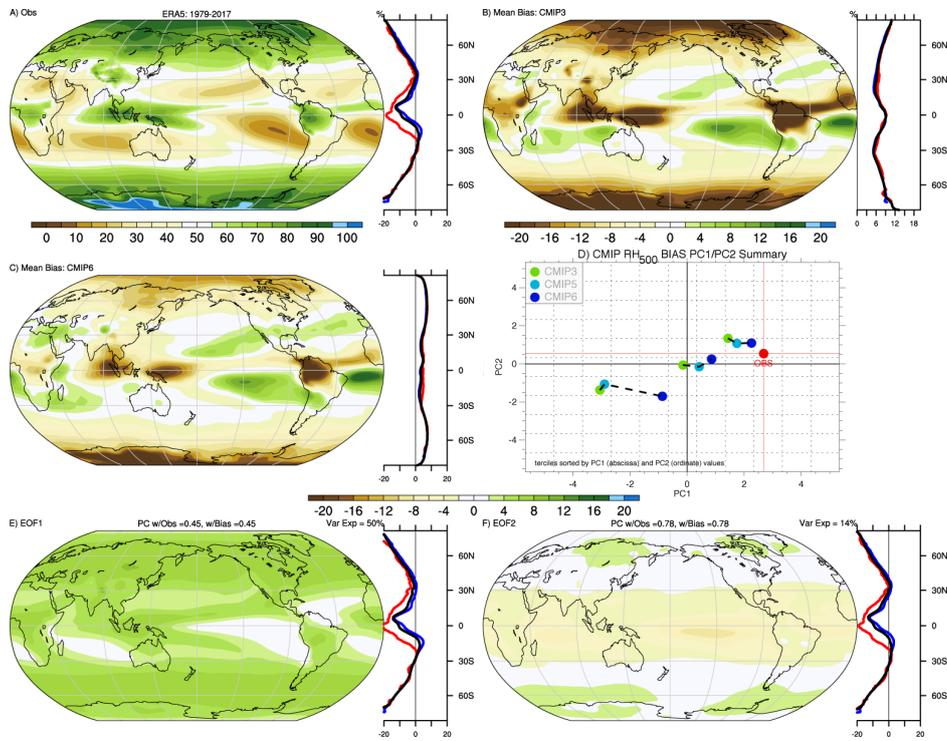 A) Obs
ERA5: 1979-2017
%
60N
30N
0
30S
60S
-20 0 20
0 10 20 30 40 50 60 70 80 90 100
B) Mean Bias: CMIP3
%
60N
30N
0
30S
60S
0 6 12 18
-20 -16 -12 -8 -4 0 4 8 12 16 20
C) Mean Bias: CMIP6
60N
30N
0
30S
60S
-20 0 20
D) CMIP RH500 BIAS PC1/PC2 Summary
CMIP3
CMIP5
CMIP6
OBS
4
2
0
-2
-4
PC2
terciles sorted by PC1 (abscissa) and PC2 (ordinate) values
-4 -2 0 2 4
PC1
-20 -16 -12 -8 -4 0 4 8 12 16 20
E) EOF1
PC w/Obs =0.45, w/Bias =0.45
Var Exp = 50%
60N
30N
0
30S
60S
-20 0 20
F) EOF2
PC w/Obs =0.78, w/Bias =0.78
Var Exp = 14%
60N
30N
0
30S
60S
-20 0 20